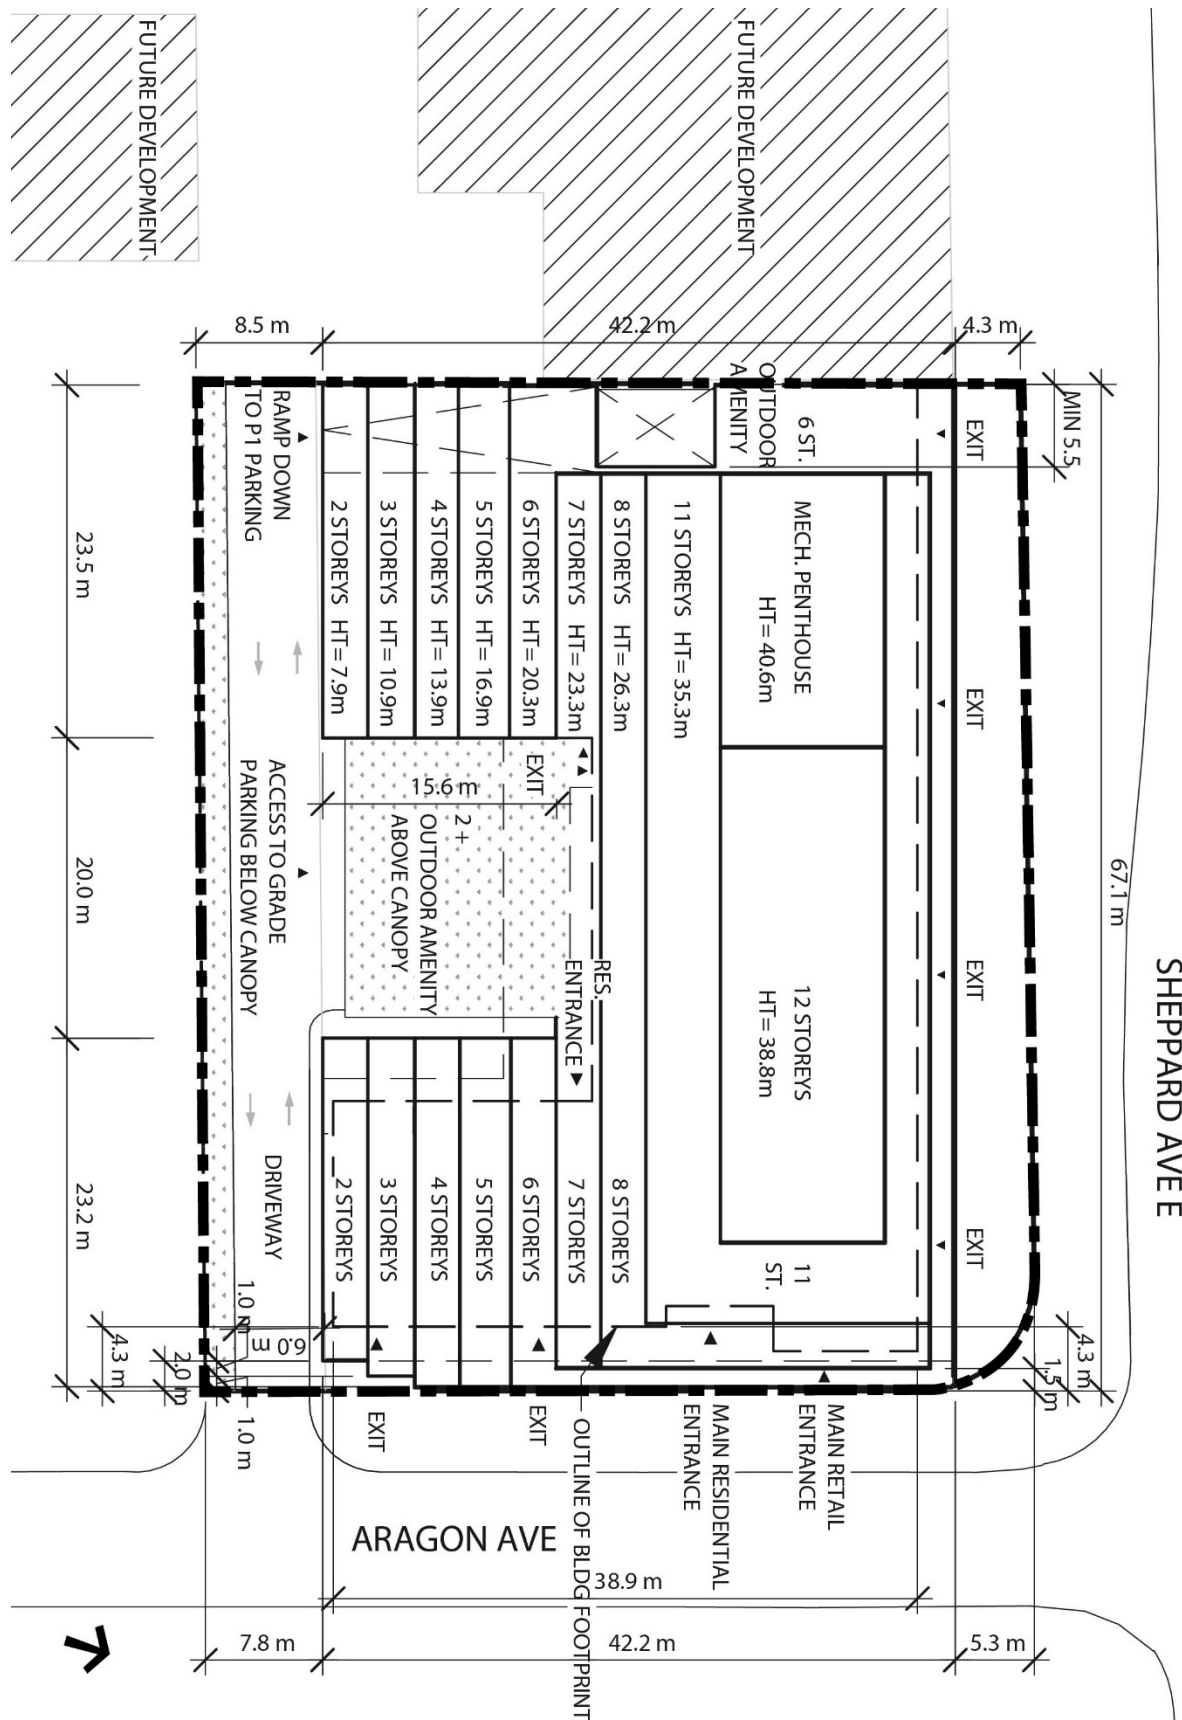 FUTURE DEVELOPMENT
FUTURE DEVELOPMENT
8.5 m
42.2 m
4.3 m
RAMP DOWN
TO P1 PARKING
OUTDOOR
AMENITY
6 ST.
EXIT
MIN 5.5
23.5 m
2 STOREYS HT= 7.9m
3 STOREYS HT= 10.9m
4 STOREYS HT= 13.9m
5 STOREYS HT= 16.9m
6 STOREYS HT= 20.3m
7 STOREYS HT= 23.3m
8 STOREYS HT= 26.3m
11 STOREYS HT= 35.3m
MECH. PENTHOUSE
HT= 40.6m
EXIT
ACCESS TO GRADE
PARKING BELOW CANOPY
EXIT
15.6 m
2 +
OUTDOOR AMENITY
ABOVE CANOPY
20.0 m
67.1 m
RES.
ENTRANCE
12 STOREYS
HT= 38.8m
EXIT
SHEPPARD AVE E
DRIVEWAY
23.2 m
2 STOREYS
3 STOREYS
4 STOREYS
5 STOREYS
6 STOREYS
7 STOREYS
8 STOREYS
11
ST.
EXIT
1.0 m
6.0 m
4.3 m
2.0 m
1.0 m
4.3 m
1.5 m
EXIT
EXIT
OUTLINE OF BLDG FOOTPRINT
MAIN RESIDENTIAL
ENTRANCE
MAIN RETAIL
ENTRANCE
ARAGON AVE
38.9 m
7.8 m
42.2 m
5.3 m